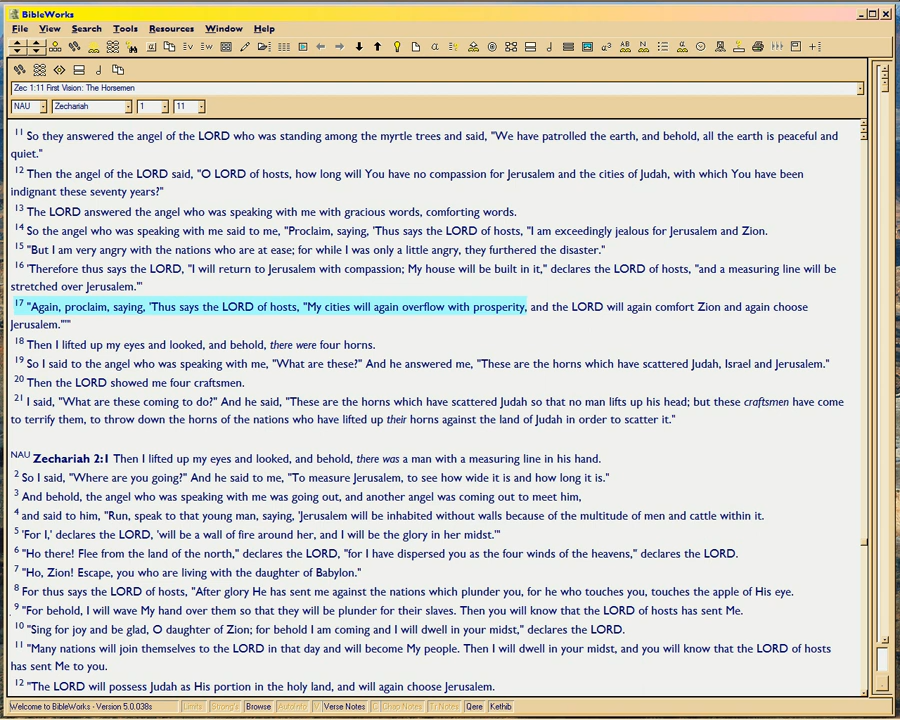 BibleWorks
File View Search Tools Resources Window Help
Zec 1:11 First Vision: The Horsemen
NAU Zechariah 1 11
11 So they answered the angel of the LORD who was standing among the myrtle trees and said, "We have patrolled the earth, and behold, all the earth is peaceful and
quiet."
12 Then the angel of the LORD said, "O LORD of hosts, how long will You have no compassion for Jerusalem and the cities of Judah, with which You have been
indignant these seventy years?"
13 The LORD answered the angel who was speaking with me with gracious words, comforting words.
14 So the angel who was speaking with me said to me, "Proclaim, saying, 'Thus says the LORD of hosts, "I am exceedingly jealous for Jerusalem and Zion.
15 "But I am very angry with the nations who are at ease; for while I was only a little angry, they furthered the disaster."
16 'Therefore thus says the LORD, "I will return to Jerusalem with compassion; My house will be built in it," declares the LORD of hosts, "and a measuring line will be
stretched over Jerusalem."'
17 "Again, proclaim, saying, 'Thus says the LORD of hosts, "My cities will again overflow with prosperity, and the LORD will again comfort Zion and again choose
Jerusalem."'"
18 Then I lifted up my eyes and looked, and behold, there were four horns.
19 So I said to the angel who was speaking with me, "What are these?" And he answered me, "These are the horns which have scattered Judah, Israel and Jerusalem."
20 Then the LORD showed me four craftsmen.
21 I said, "What are these coming to do?" And he said, "These are the horns which have scattered Judah so that no man lifts up his head; but these craftsmen have come
to terrify them, to throw down the horns of the nations who have lifted up their horns against the land of Judah in order to scatter it."
NAU Zechariah 2:1 Then I lifted up my eyes and looked, and behold, there was a man with a measuring line in his hand.
2 So I said, "Where are you going?" And he said to me, "To measure Jerusalem, to see how wide it is and how long it is."
3 And behold, the angel who was speaking with me was going out, and another angel was coming out to meet him,
4 and said to him, "Run, speak to that young man, saying, 'Jerusalem will be inhabited without walls because of the multitude of men and cattle within it.
5 'For I,' declares the LORD, 'will be a wall of fire around her, and I will be the glory in her midst.'"
6 "Ho there! Flee from the land of the north," declares the LORD, "for I have dispersed you as the four winds of the heavens," declares the LORD.
7 "Ho, Zion! Escape, you who are living with the daughter of Babylon."
8 For thus says the LORD of hosts, "After glory He has sent me against the nations which plunder you, for he who touches you, touches the apple of His eye.
9 "For behold, I will wave My hand over them so that they will be plunder for their slaves. Then you will know that the LORD of hosts has sent Me.
10 "Sing for joy and be glad, O daughter of Zion; for behold I am coming and I will dwell in your midst," declares the LORD.
11 "Many nations will join themselves to the LORD in that day and will become My people. Then I will dwell in your midst, and you will know that the LORD of hosts
has sent Me to you.
12 "The LORD will possess Judah as His portion in the holy land, and will again choose Jerusalem.
Welcome to BibleWorks - Version 5.0.038s Limits Strong's Browse AutoInfo V Verse Notes C Chap Notes Tr.Notes Qere Kethib